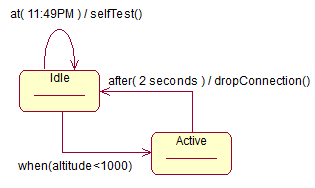 at( 11:49PM ) / selfTest()
Idle
after( 2 seconds ) / dropConnection()
Active
when(altitude<1000)